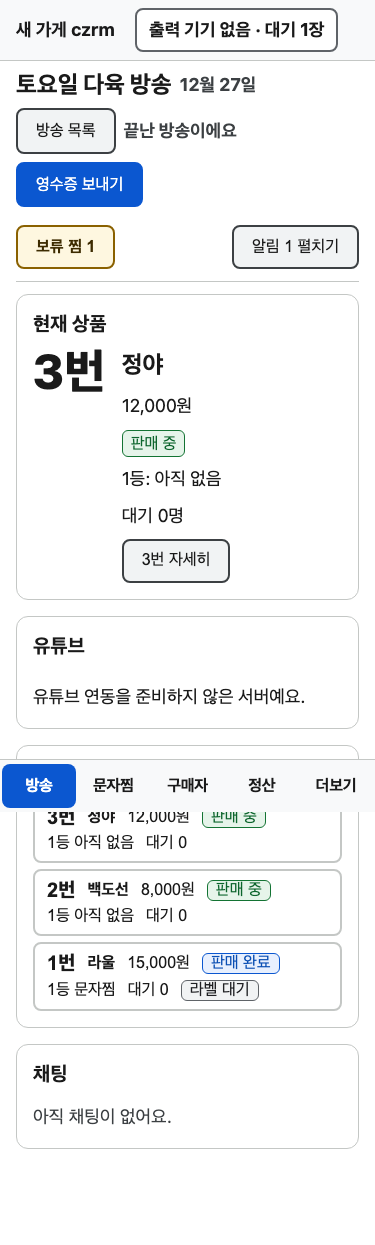 새 가게 czrm
출력 기기 없음 · 대기 1장
토요일 다육 방송 12월 27일
방송 목록 끝난 방송이에요
영수증 보내기
보류 찜 1
알림 1 펼치기
현재 상품
3번
정야
12,000원
판매 중
1등: 아직 없음
대기 0명
3번 자세히
유튜브
유튜브 연동을 준비하지 않은 서버예요.
방송 문자찜 구매자 정산 더보기
3번 정야 12,000원 판매 중
1등 아직 없음 대기 0
2번 백도선 8,000원 판매 중
1등 아직 없음 대기 0
1번 라울 15,000원 판매 완료
1등 문자찜 대기 0 라벨 대기
채팅
아직 채팅이 없어요.